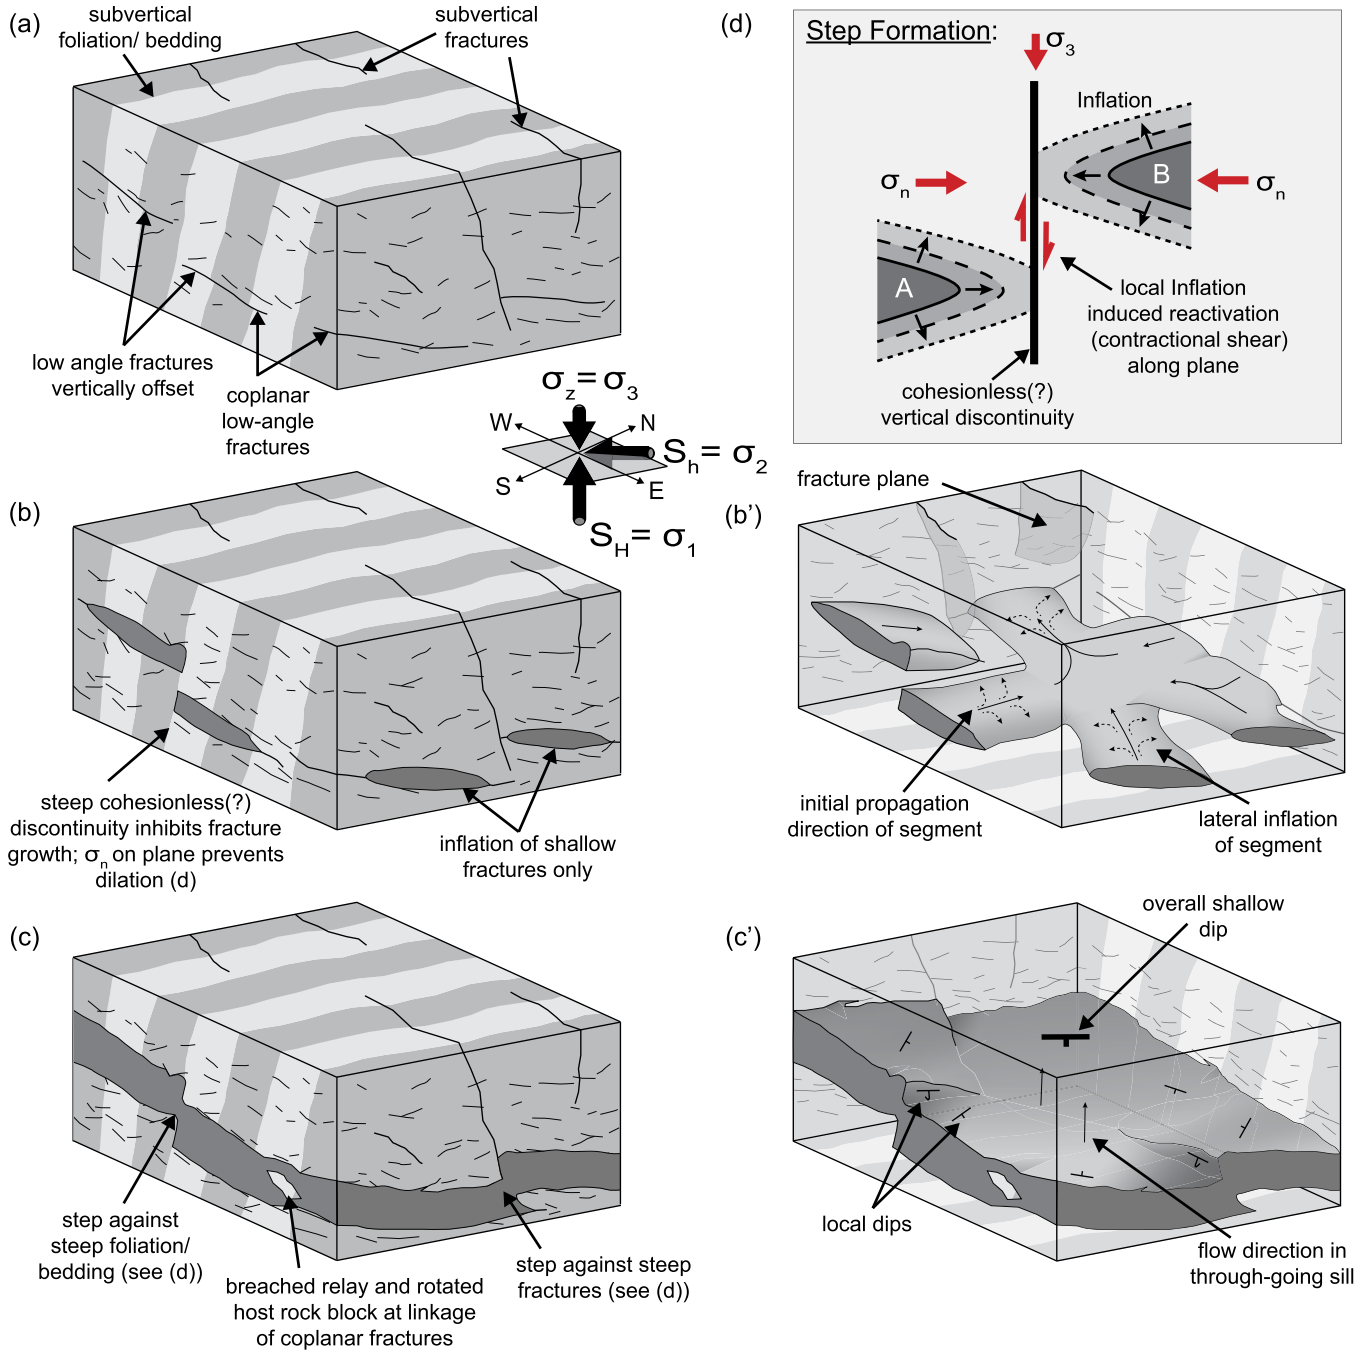 (a)
subvertical
foliation/ bedding
subvertical
fractures
low angle fractures
vertically offset
coplanar
low-angle
fractures
(d)
Step Formation:
σ3
Inflation
B
σn
σn
A
local Inflation
induced reactivation
(contractional shear)
along plane
cohesionless(?)
vertical discontinuity
σz= σ3
W
N
Sh= σ2
S
E
SH= σ1
(b)
steep cohesionless(?)
discontinuity inhibits fracture
growth; σn on plane prevents
dilation (d)
inflation of shallow
fractures only
(b')
fracture plane
initial propagation
direction of segment
lateral inflation
of segment
(c)
step against
steep foliation/
bedding (see (d))
breached relay and rotated
host rock block at linkage
of coplanar fractures
step against steep
fractures (see (d))
(c')
overall shallow
dip
local dips
flow direction in
through-going sill